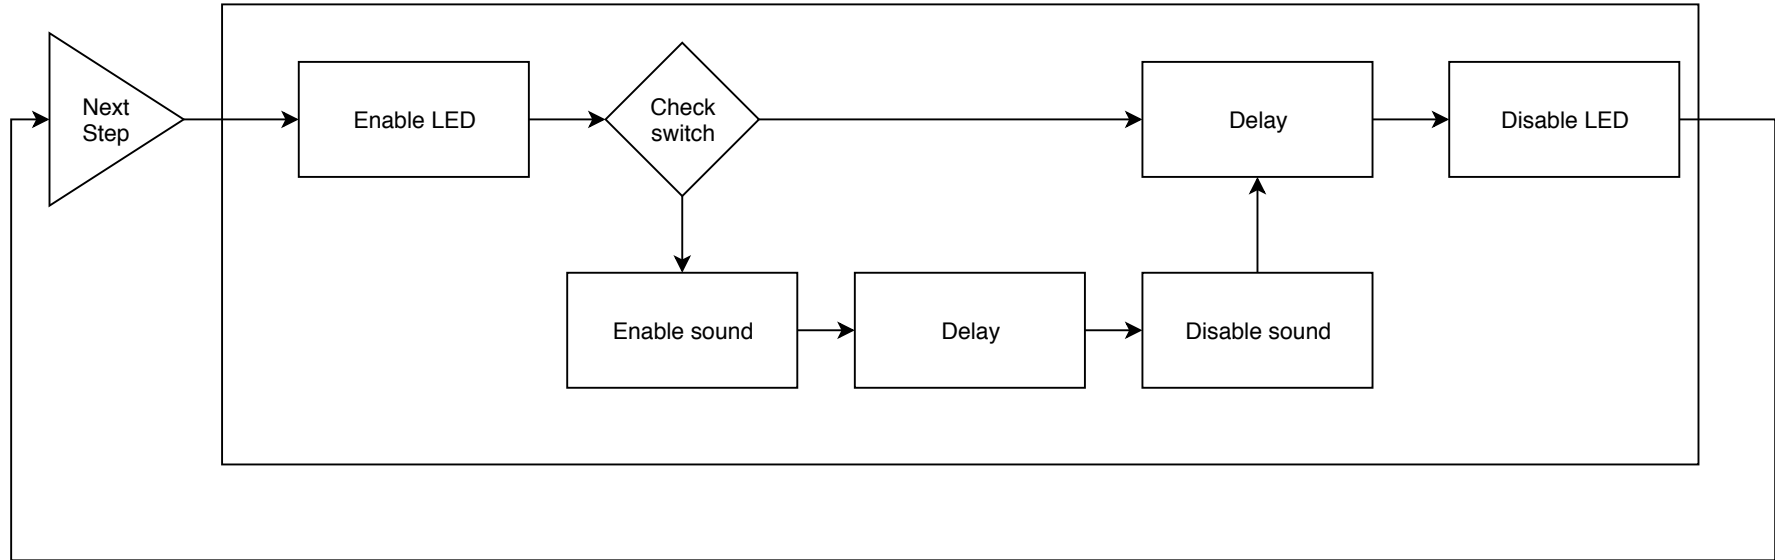 Next
Step
Enable LED
Check
switch
Delay
Disable LED
Enable sound
Delay
Disable sound